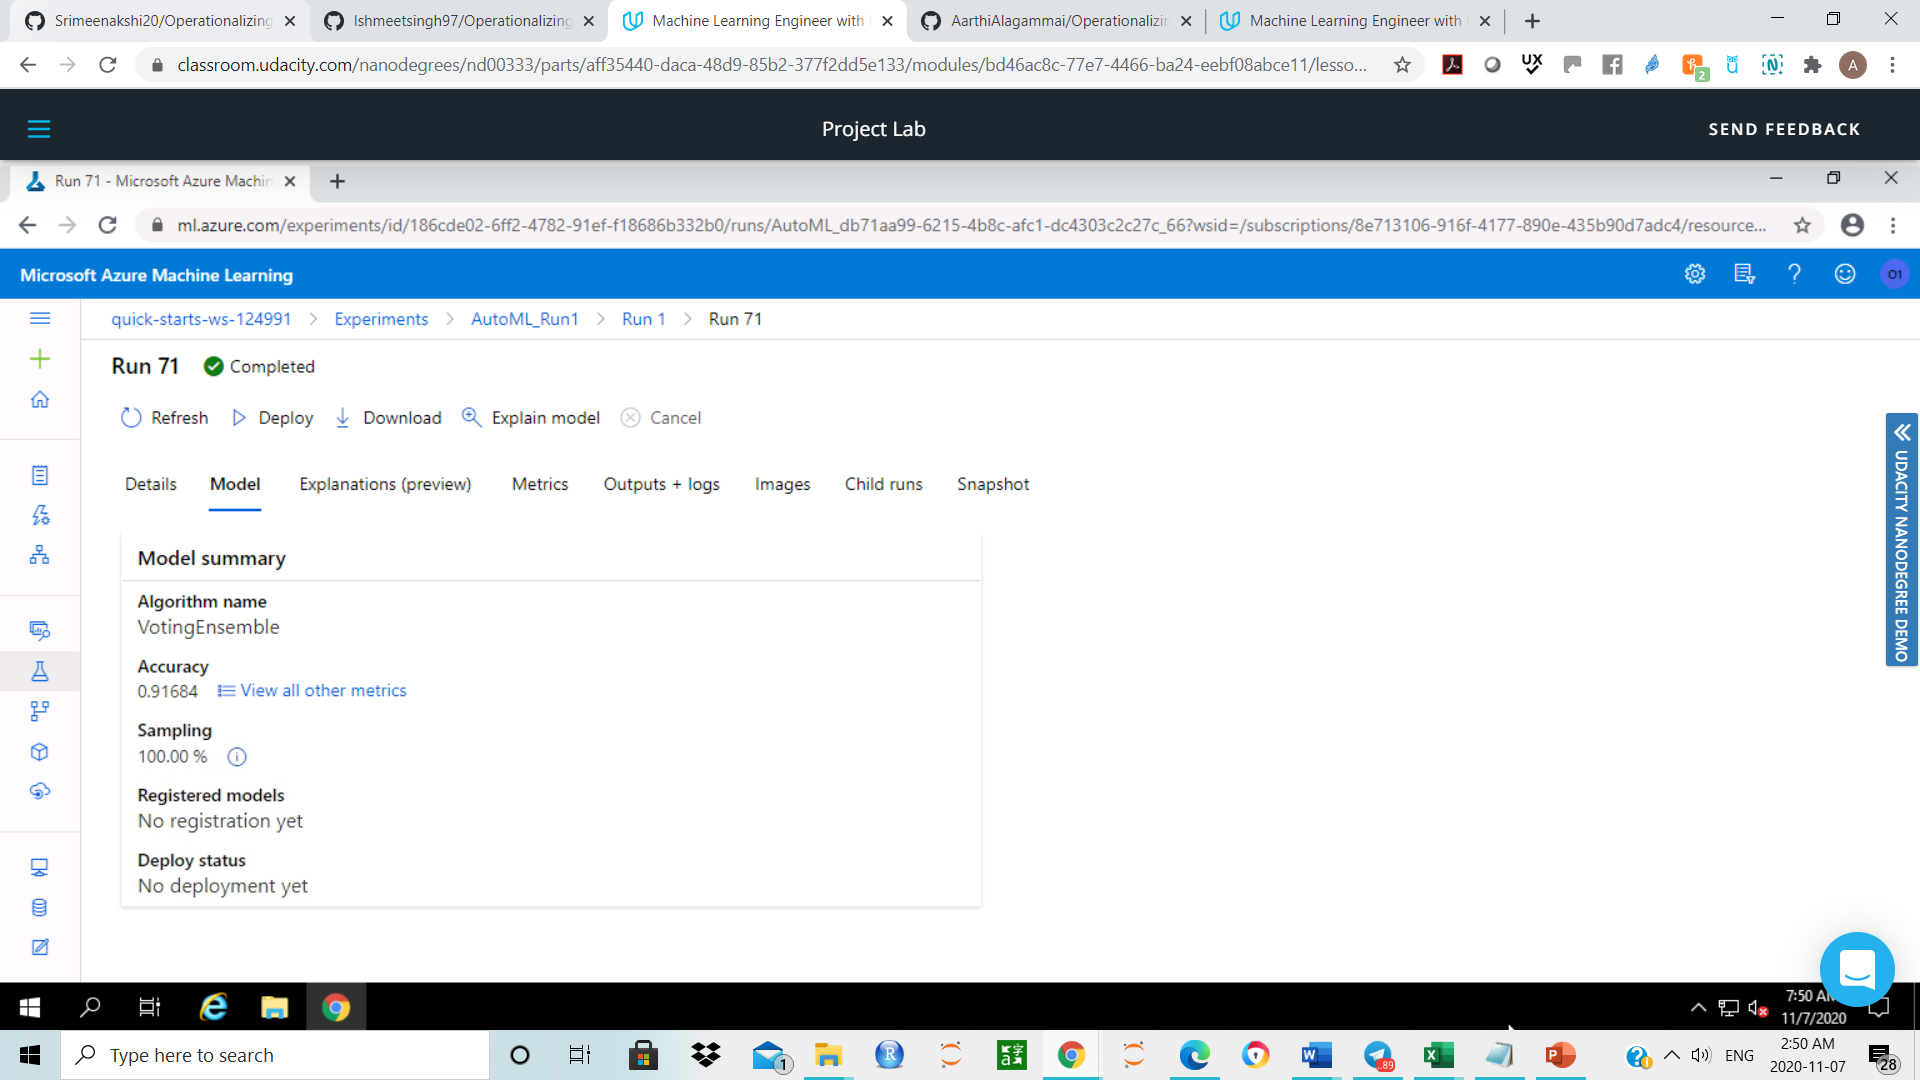 Srimeenakshi20/Operationalizing
Ishmeetsingh97/Operationalizing
Machine Learning Engineer with
AarthiAlagammai/Operationalizin
Machine Learning Engineer with
classroom.udacity.com/nanodegrees/nd00333/parts/aff35440-daca-48d9-85b2-377f2dd5e133/modules/bd46ac8c-77e7-4466-ba24-eebf08abce11/lesso...
UX
2
A
Project Lab
SEND FEEDBACK
Run 71 - Microsoft Azure Machin
ml.azure.com/experiments/id/186cde02-6ff2-4782-91ef-f18686b332b0/runs/AutoML_db71aa99-6215-4b8c-afc1-dc4303c2c27c_66?wsid=/subscriptions/8e713106-916f-4177-890e-435b90d7adc4/resource...
Microsoft Azure Machine Learning
O1
quick-starts-ws-124991 > Experiments > AutoML_Run1 > Run 1 > Run 71
Run 71 Completed
Refresh Deploy Download Explain model Cancel
Details Model Explanations (preview) Metrics Outputs + logs Images Child runs Snapshot
UDACITY NANODEGREE DEMO
Model summary
Algorithm name
VotingEnsemble
Accuracy
0.91684 View all other metrics
Sampling
100.00 %
Registered models
No registration yet
Deploy status
No deployment yet
7:50 AM
11/7/2020
Type here to search
1
89
ENG
2:50 AM
2020-11-07
28